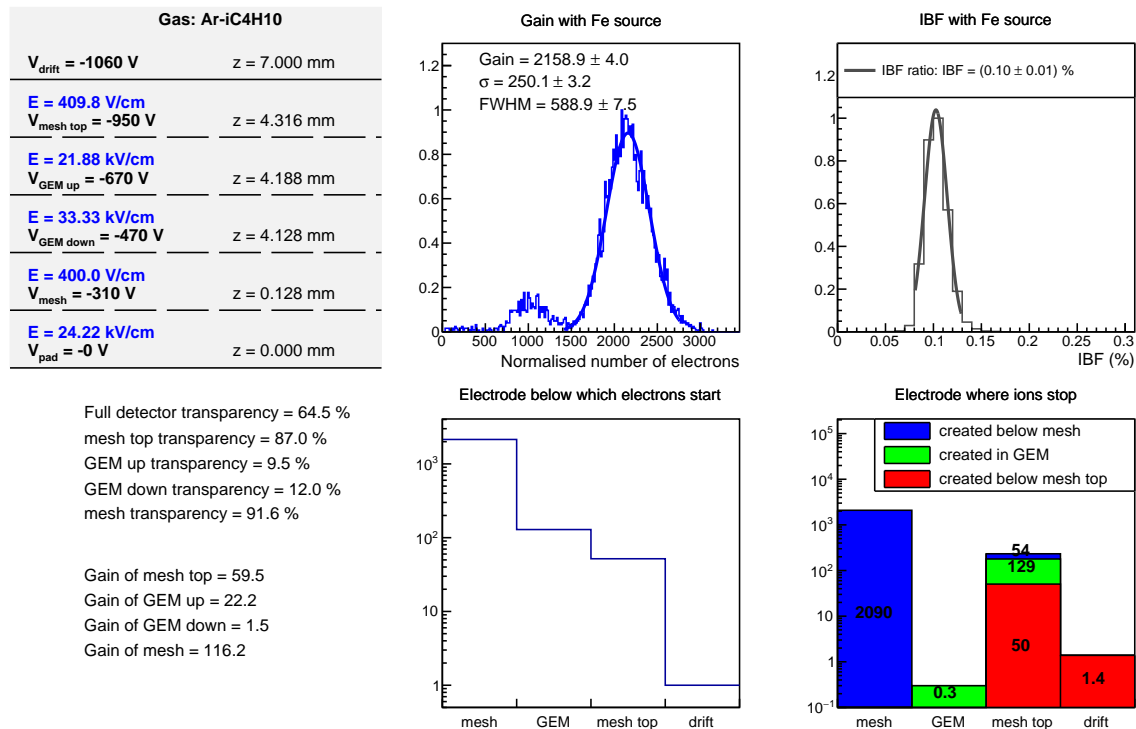 Gas: Ar-iC4H10
V_drift = -1060 V z = 7.000 mm
E = 409.8 V/cm
V_mesh top = -950 V z = 4.316 mm
E = 21.88 kV/cm
V_GEM up = -670 V z = 4.188 mm
E = 33.33 kV/cm
V_GEM down = -470 V z = 4.128 mm
E = 400.0 V/cm
V_mesh = -310 V z = 0.128 mm
E = 24.22 kV/cm
V_pad = -0 V z = 0.000 mm
Gain with Fe source
Gain = 2158.9 ± 4.0
σ = 250.1 ± 3.2
FWHM = 588.9 ± 7.5
1.2
1
0.8
0.6
0.4
0.2
0
0 500 1000 1500 2000 2500 3000
Normalised number of electrons
IBF with Fe source
IBF ratio: IBF = (0.10 ± 0.01) %
1.2
1
0.8
0.6
0.4
0.2
0
0 0.05 0.1 0.15 0.2 0.25 0.3
IBF (%)
Full detector transparency = 64.5 %
mesh top transparency = 87.0 %
GEM up transparency = 9.5 %
GEM down transparency = 12.0 %
mesh transparency = 91.6 %
Gain of mesh top = 59.5
Gain of GEM up = 22.2
Gain of GEM down = 1.5
Gain of mesh = 116.2
Electrode below which electrons start
10³
10²
10
1
mesh GEM mesh top drift
Electrode where ions stop
created below mesh
created in GEM
created below mesh top
10⁵
10⁴
10³
10²
10
1
10⁻¹
54
129
2090
50
0.3
1.4
mesh GEM mesh top drift